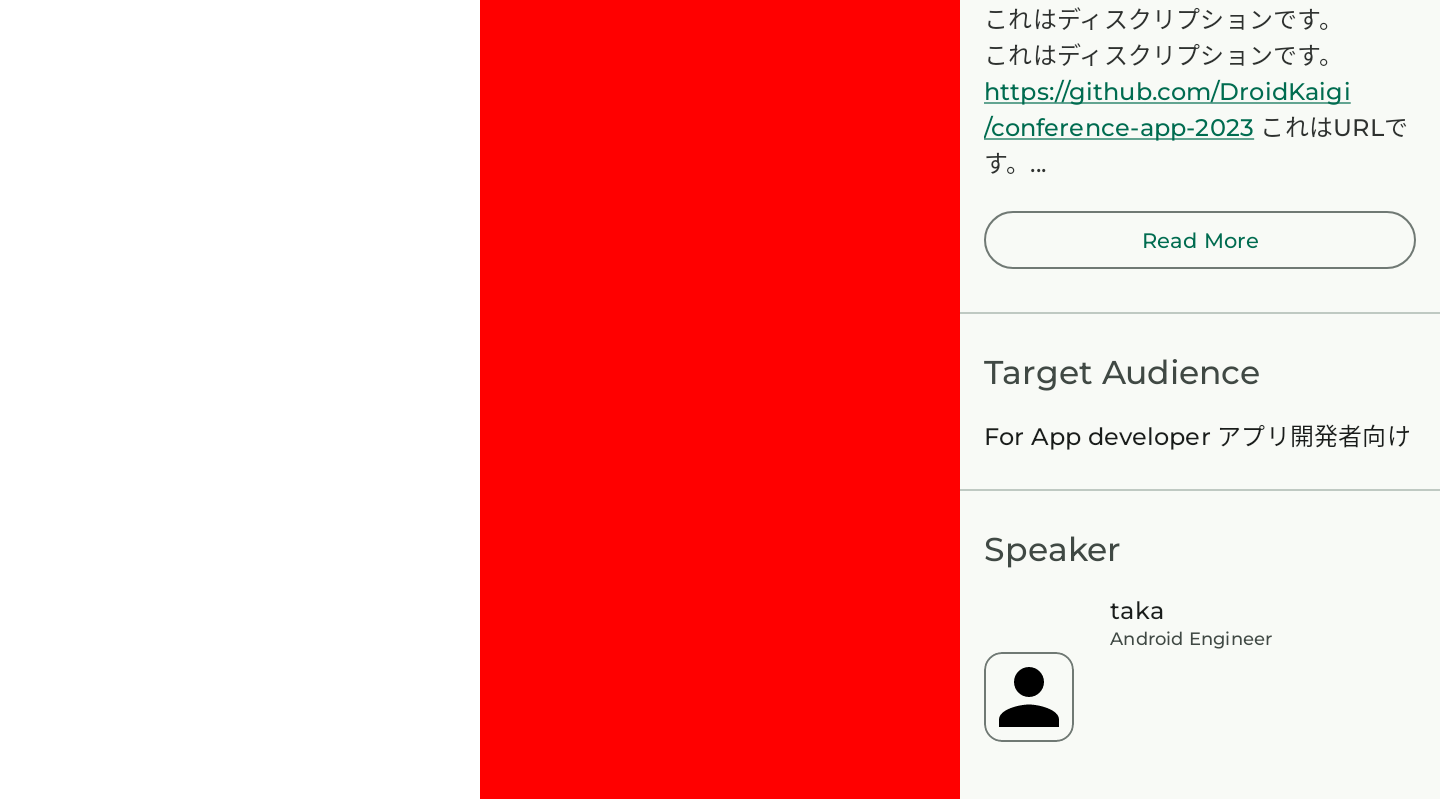 これはディスクリプションです。
これはディスクリプションです。
https://github.com/DroidKaigi
/conference-app-2023 これはURLで
す。...
Read More
Target Audience
For App developer アプリ開発者向け
Speaker
taka
Android Engineer